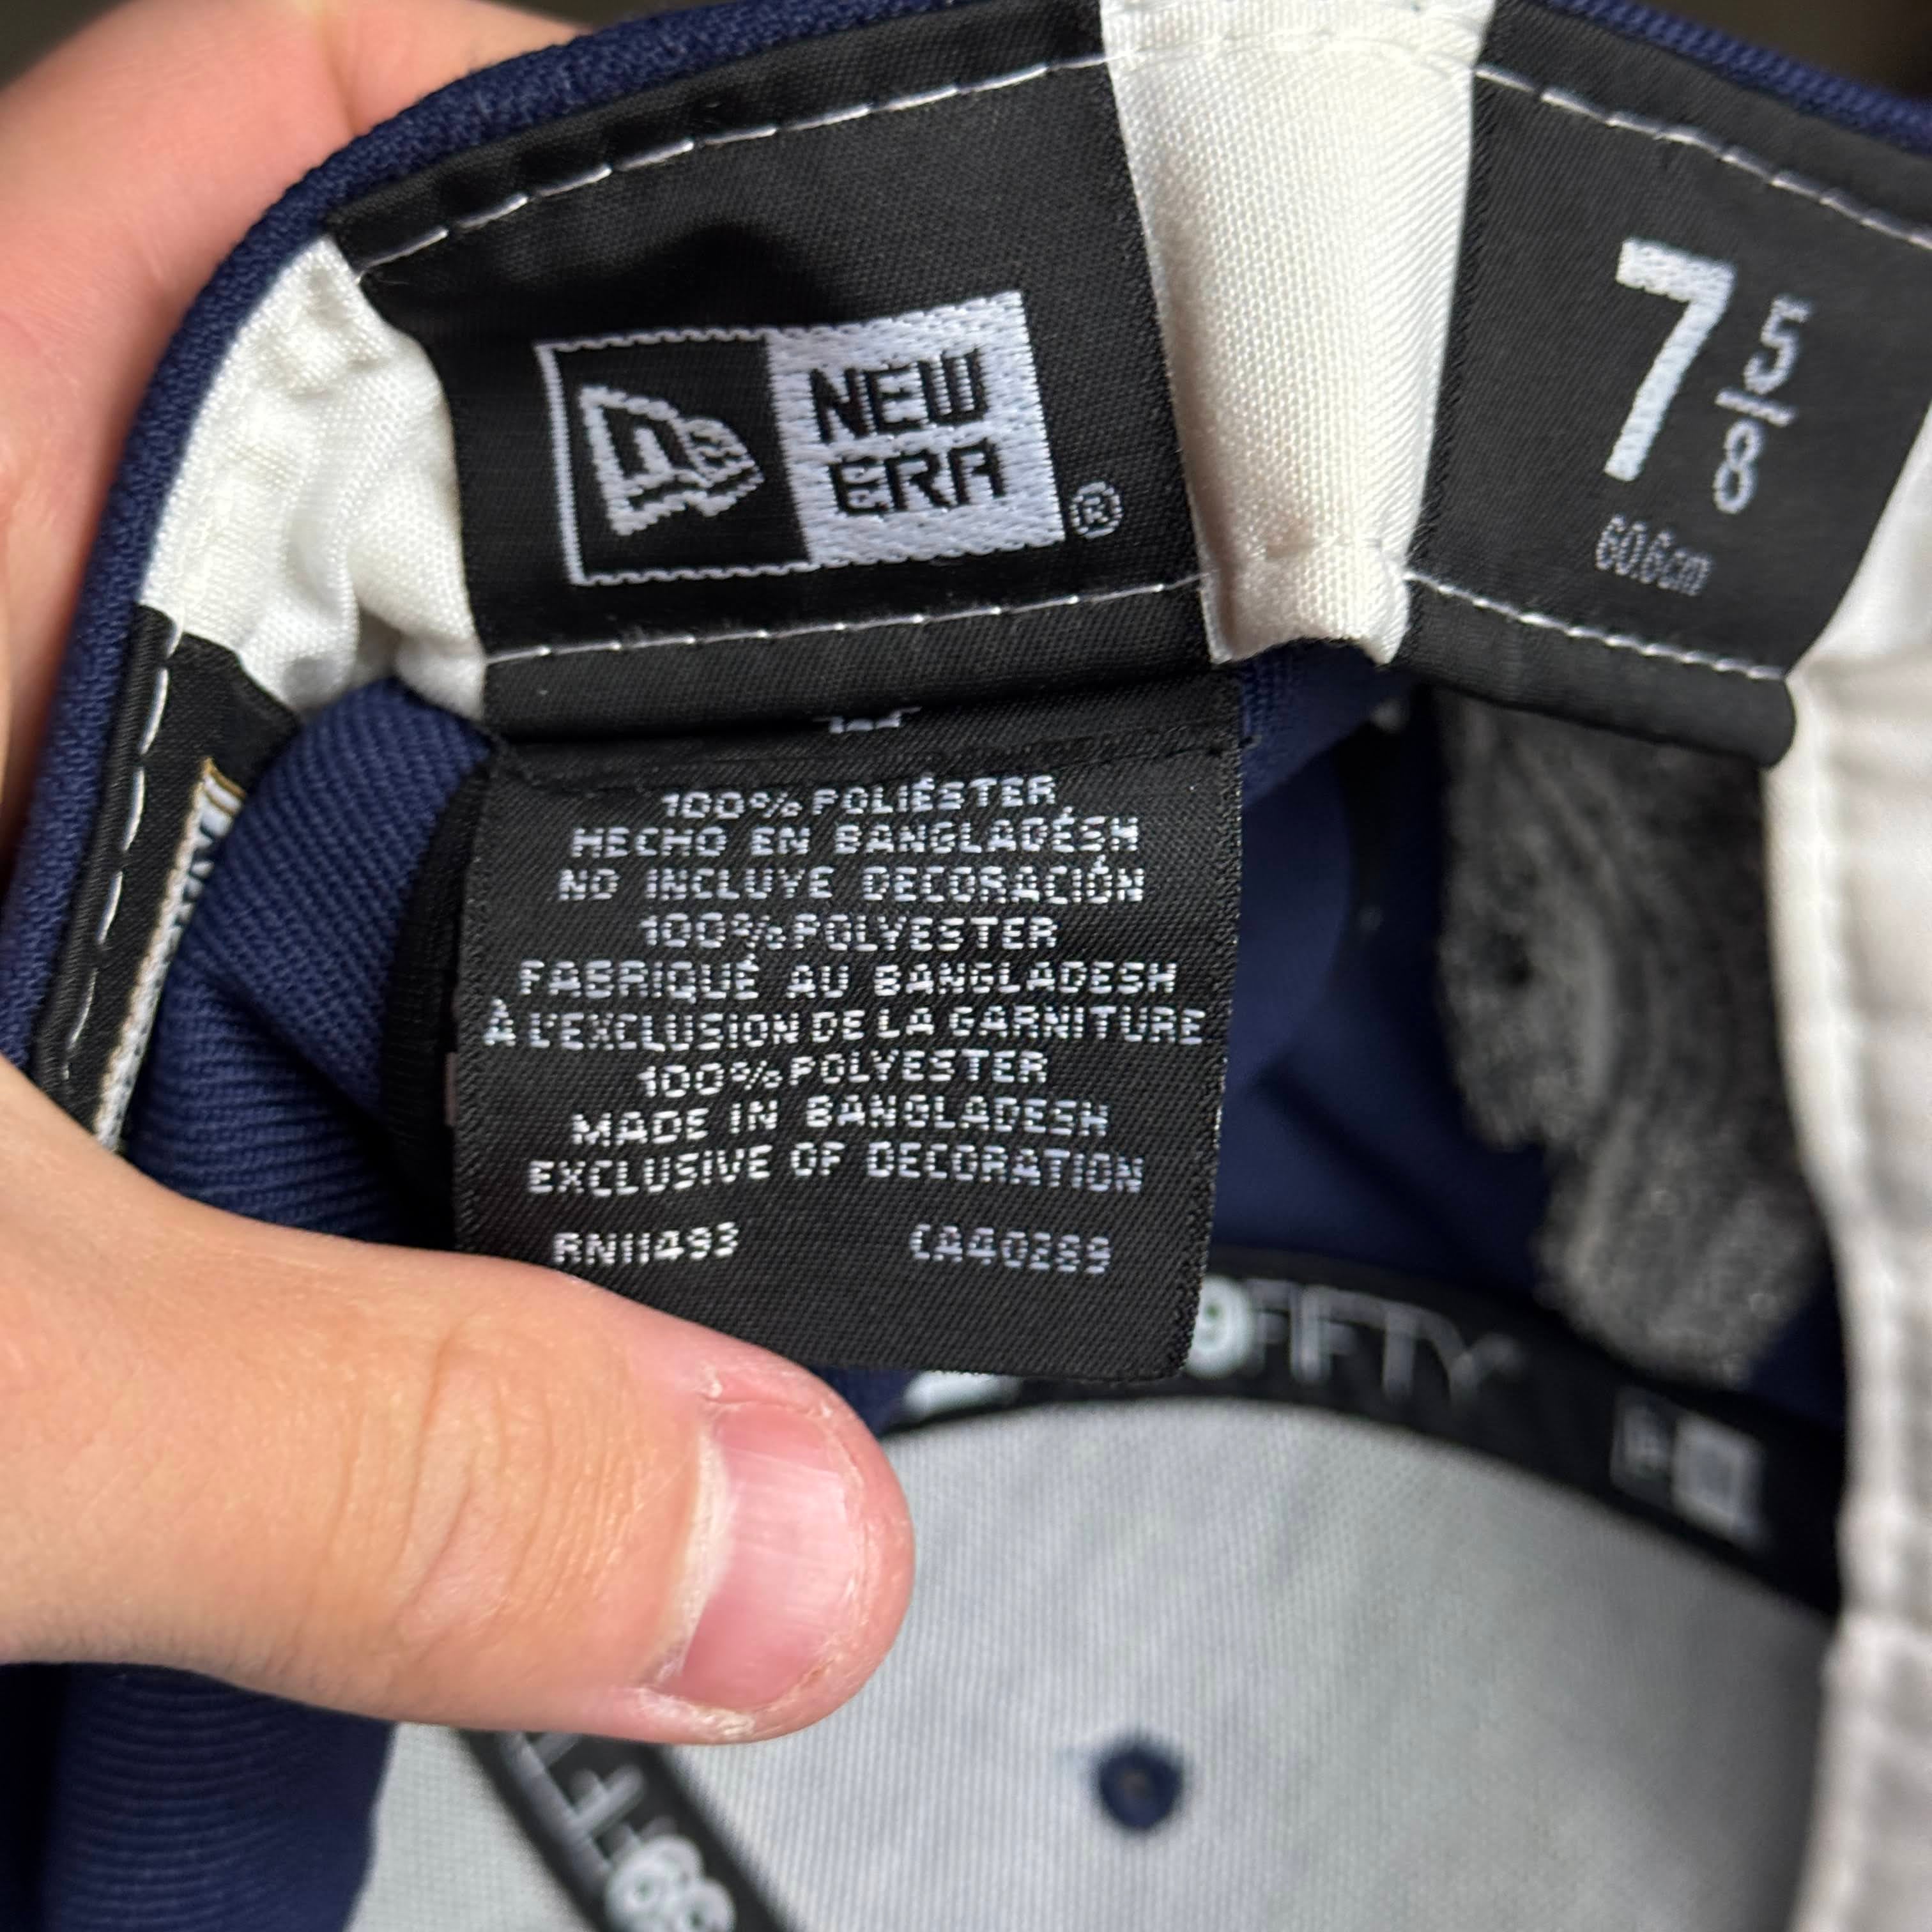 NEW
ERA
®
7 5/8
60.6cm
100% POLIÉSTER
HECHO EN BANGLADÉSH
NO INCLUYE DECORACIÓN
100% POLYESTER
FABRIQUÉ AU BANGLADESH
À L'EXCLUSION DE LA GARNITURE
100% POLYESTER
MADE IN BANGLADESH
EXCLUSIVE OF DECORATION
RN11493 CA40289
9FIFTY